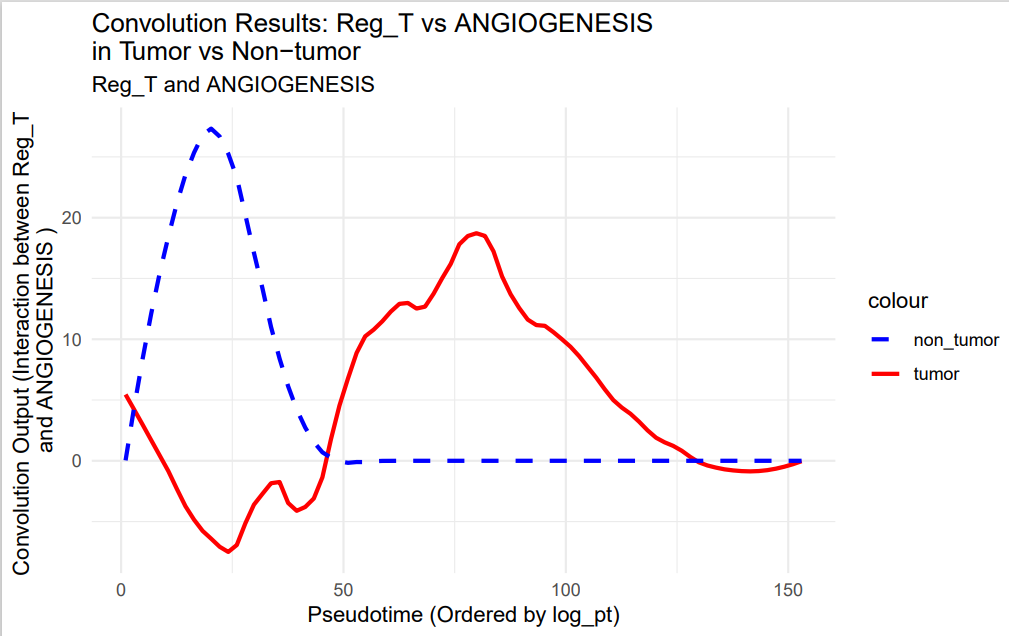 Convolution Results: Reg_T vs ANGIOGENESIS
in Tumor vs Non−tumor
Reg_T and ANGIOGENESIS
Convolution Output (Interaction between Reg_T
and ANGIOGENESIS )
20
10
0
0
50
100
150
Pseudotime (Ordered by log_pt)
colour
non_tumor
tumor